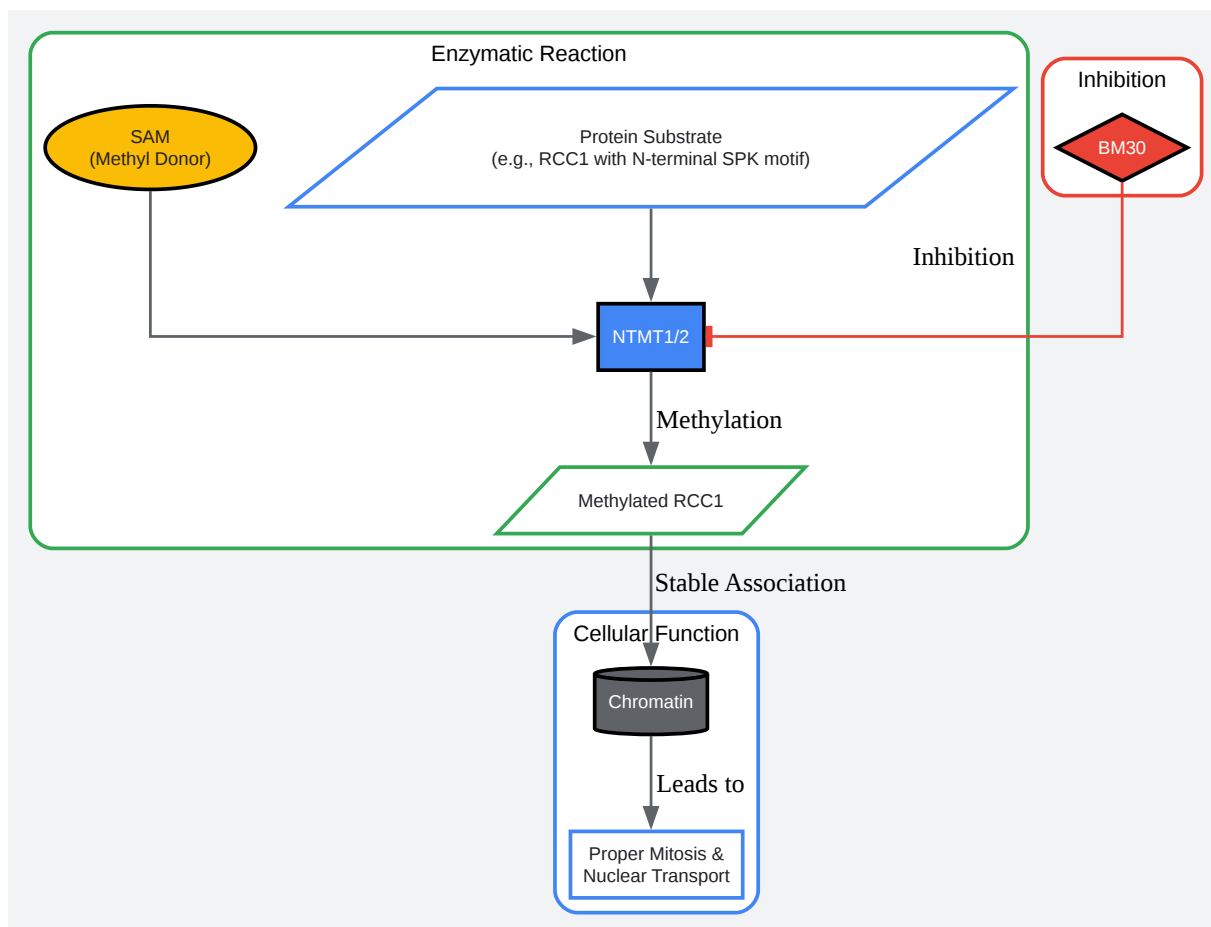 Enzymatic Reaction
Inhibition
SAM
(Methyl Donor)
Protein Substrate
(e.g., RCC1 with N-terminal SPK motif)
BM30
Inhibition
NTMT1/2
Methylation
Methylated RCC1
Stable Association
Cellular Function
Chromatin
Leads to
Proper Mitosis &
Nuclear Transport